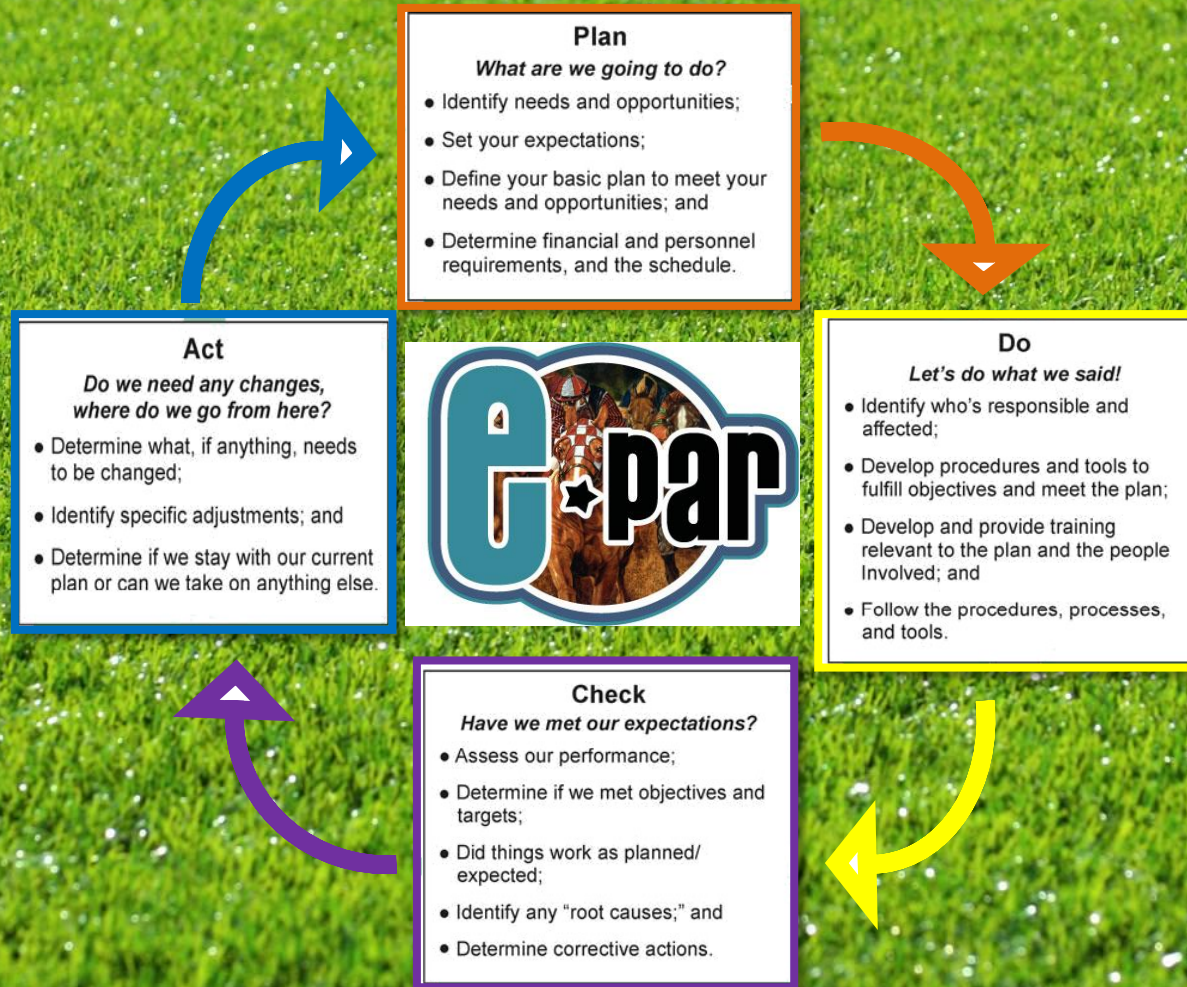 Plan
What are we going to do?
● Identify needs and opportunities;
● Set your expectations;
● Define your basic plan to meet your
needs and opportunities; and
● Determine financial and personnel
requirements, and the schedule.
Act
Do we need any changes,
where do we go from here?
● Determine what, if anything, needs
to be changed;
● Identify specific adjustments; and
● Determine if we stay with our current
plan or can we take on anything else.
e★par
Do
Let's do what we said!
● Identify who's responsible and
affected;
● Develop procedures and tools to
fulfill objectives and meet the plan;
● Develop and provide training
relevant to the plan and the people
Involved; and
● Follow the procedures, processes,
and tools.
Check
Have we met our expectations?
● Assess our performance;
● Determine if we met objectives and
targets;
● Did things work as planned/
expected;
● Identify any “root causes;” and
● Determine corrective actions.